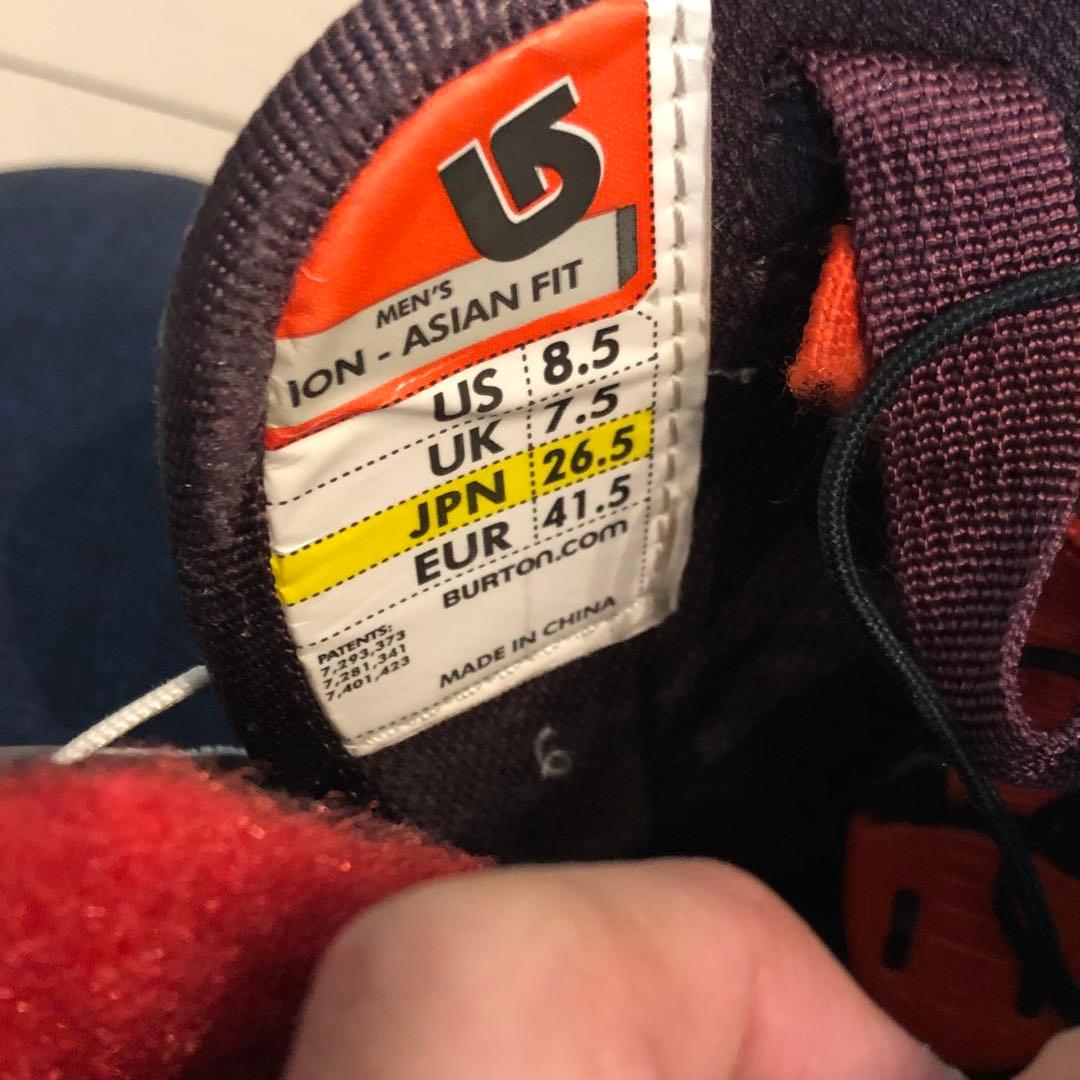 MEN'S
ION - ASIAN FIT
US 8.5
UK 7.5
JPN 26.5
EUR 41.5
BURTON.COM
PATENTS:
7,293,373
7,281,341
7,401,423
MADE IN CHINA
6